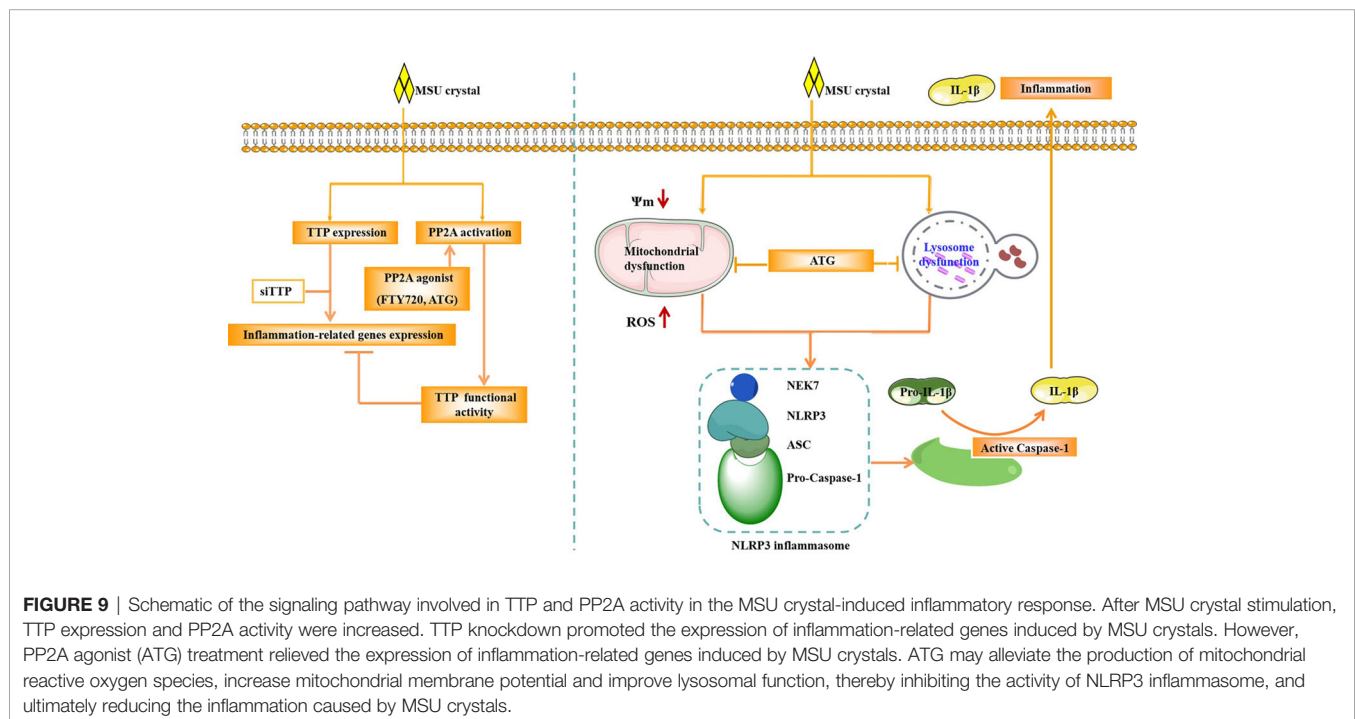 MSU crystal
TTP expression
PP2A activation
siTTP
PP2A agonist
(FTY720, ATG)
Inflammation-related genes expression
TTP functional
activity
MSU crystal
IL-1β
Inflammation
Ψm
Mitochondrial
dysfunction
ATG
Lysosome
dysfunction
ROS
NEK7
NLRP3
ASC
Pro-Caspase-1
NLRP3 inflammasome
Pro-IL-1β
IL-1β
Active Caspase-1
FIGURE 9 | Schematic of the signaling pathway involved in TTP and PP2A activity in the MSU crystal-induced inflammatory response. After MSU crystal stimulation,
TTP expression and PP2A activity were increased. TTP knockdown promoted the expression of inflammation-related genes induced by MSU crystals. However,
PP2A agonist (ATG) treatment relieved the expression of inflammation-related genes induced by MSU crystals. ATG may alleviate the production of mitochondrial
reactive oxygen species, increase mitochondrial membrane potential and improve lysosomal function, thereby inhibiting the activity of NLRP3 inflammasome, and
ultimately reducing the inflammation caused by MSU crystals.